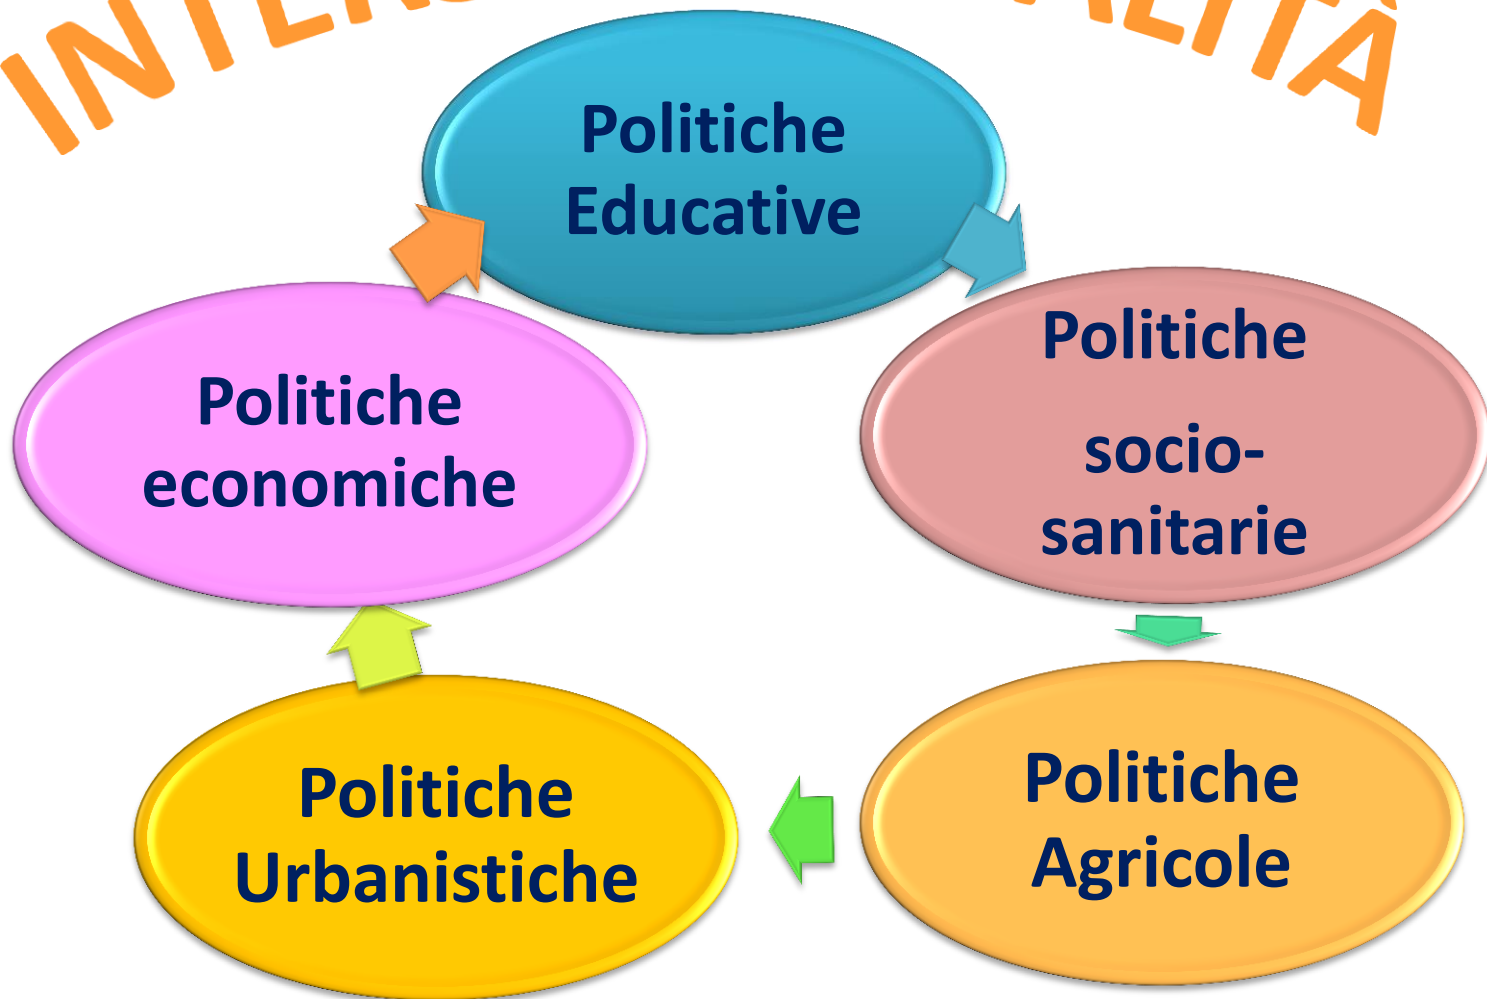 Politiche
Educative
Politiche
socio-
sanitarie
Politiche
Agricole
Politiche
Urbanistiche
Politiche
economiche